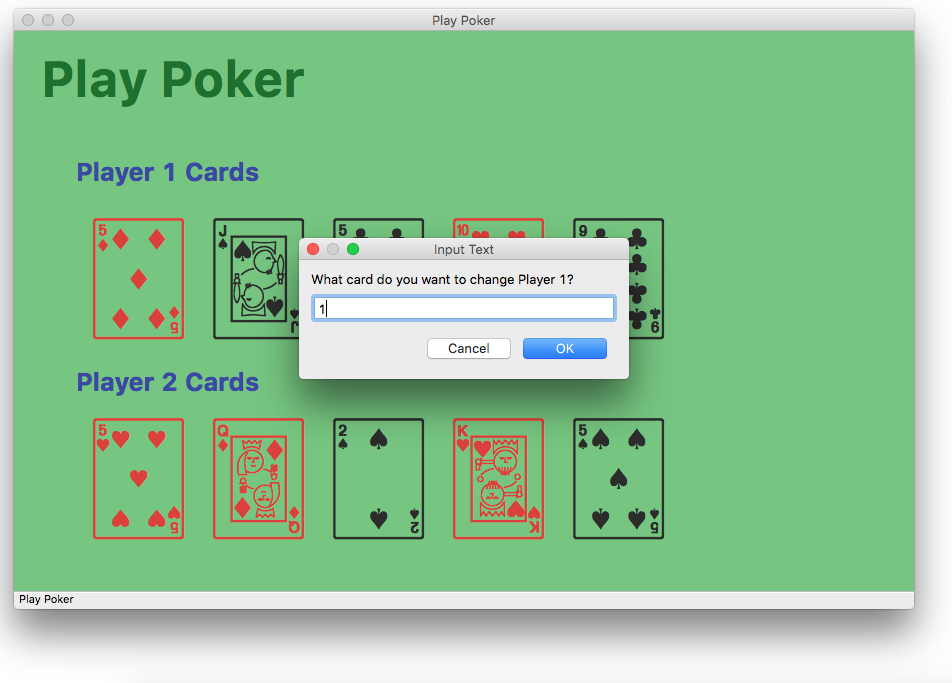 Play Poker
Play Poker
Player 1 Cards
5 J 5 10 9
Input Text
What card do you want to change Player 1?
1
Cancel OK
5 J 6
Player 2 Cards
5 Q 2 K 5
5 Q 2 K 5
Play Poker